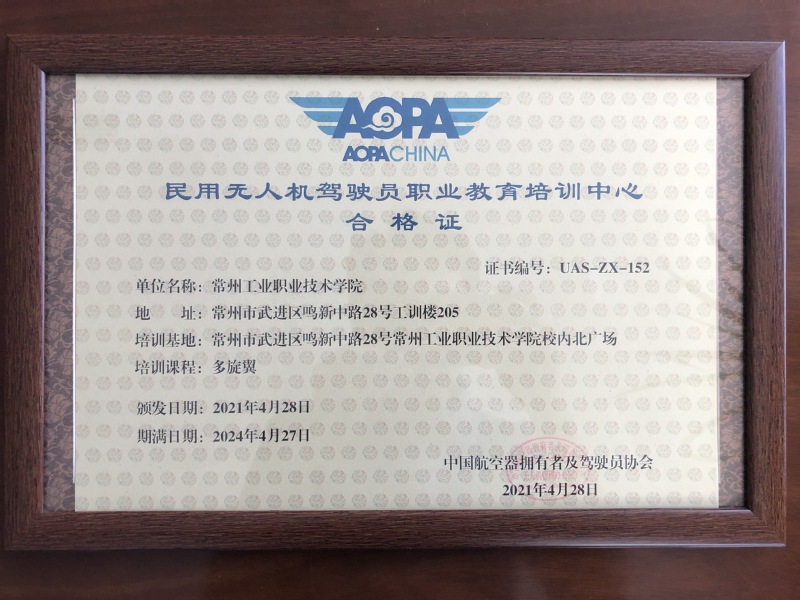 AOPA
AOPA CHINA
民用无人机驾驶员职业教育培训中心
合格证
证书编号：UAS-ZX-152
单位名称：常州工业职业技术学院
地　　址：常州市武进区鸣新中路28号工训楼205
培训基地：常州市武进区鸣新中路28号常州工业职业技术学院校内北广场
培训课程：多旋翼
颁发日期：2021年4月28日
期满日期：2024年4月27日
中国航空器拥有者及驾驶员协会
2021年4月28日